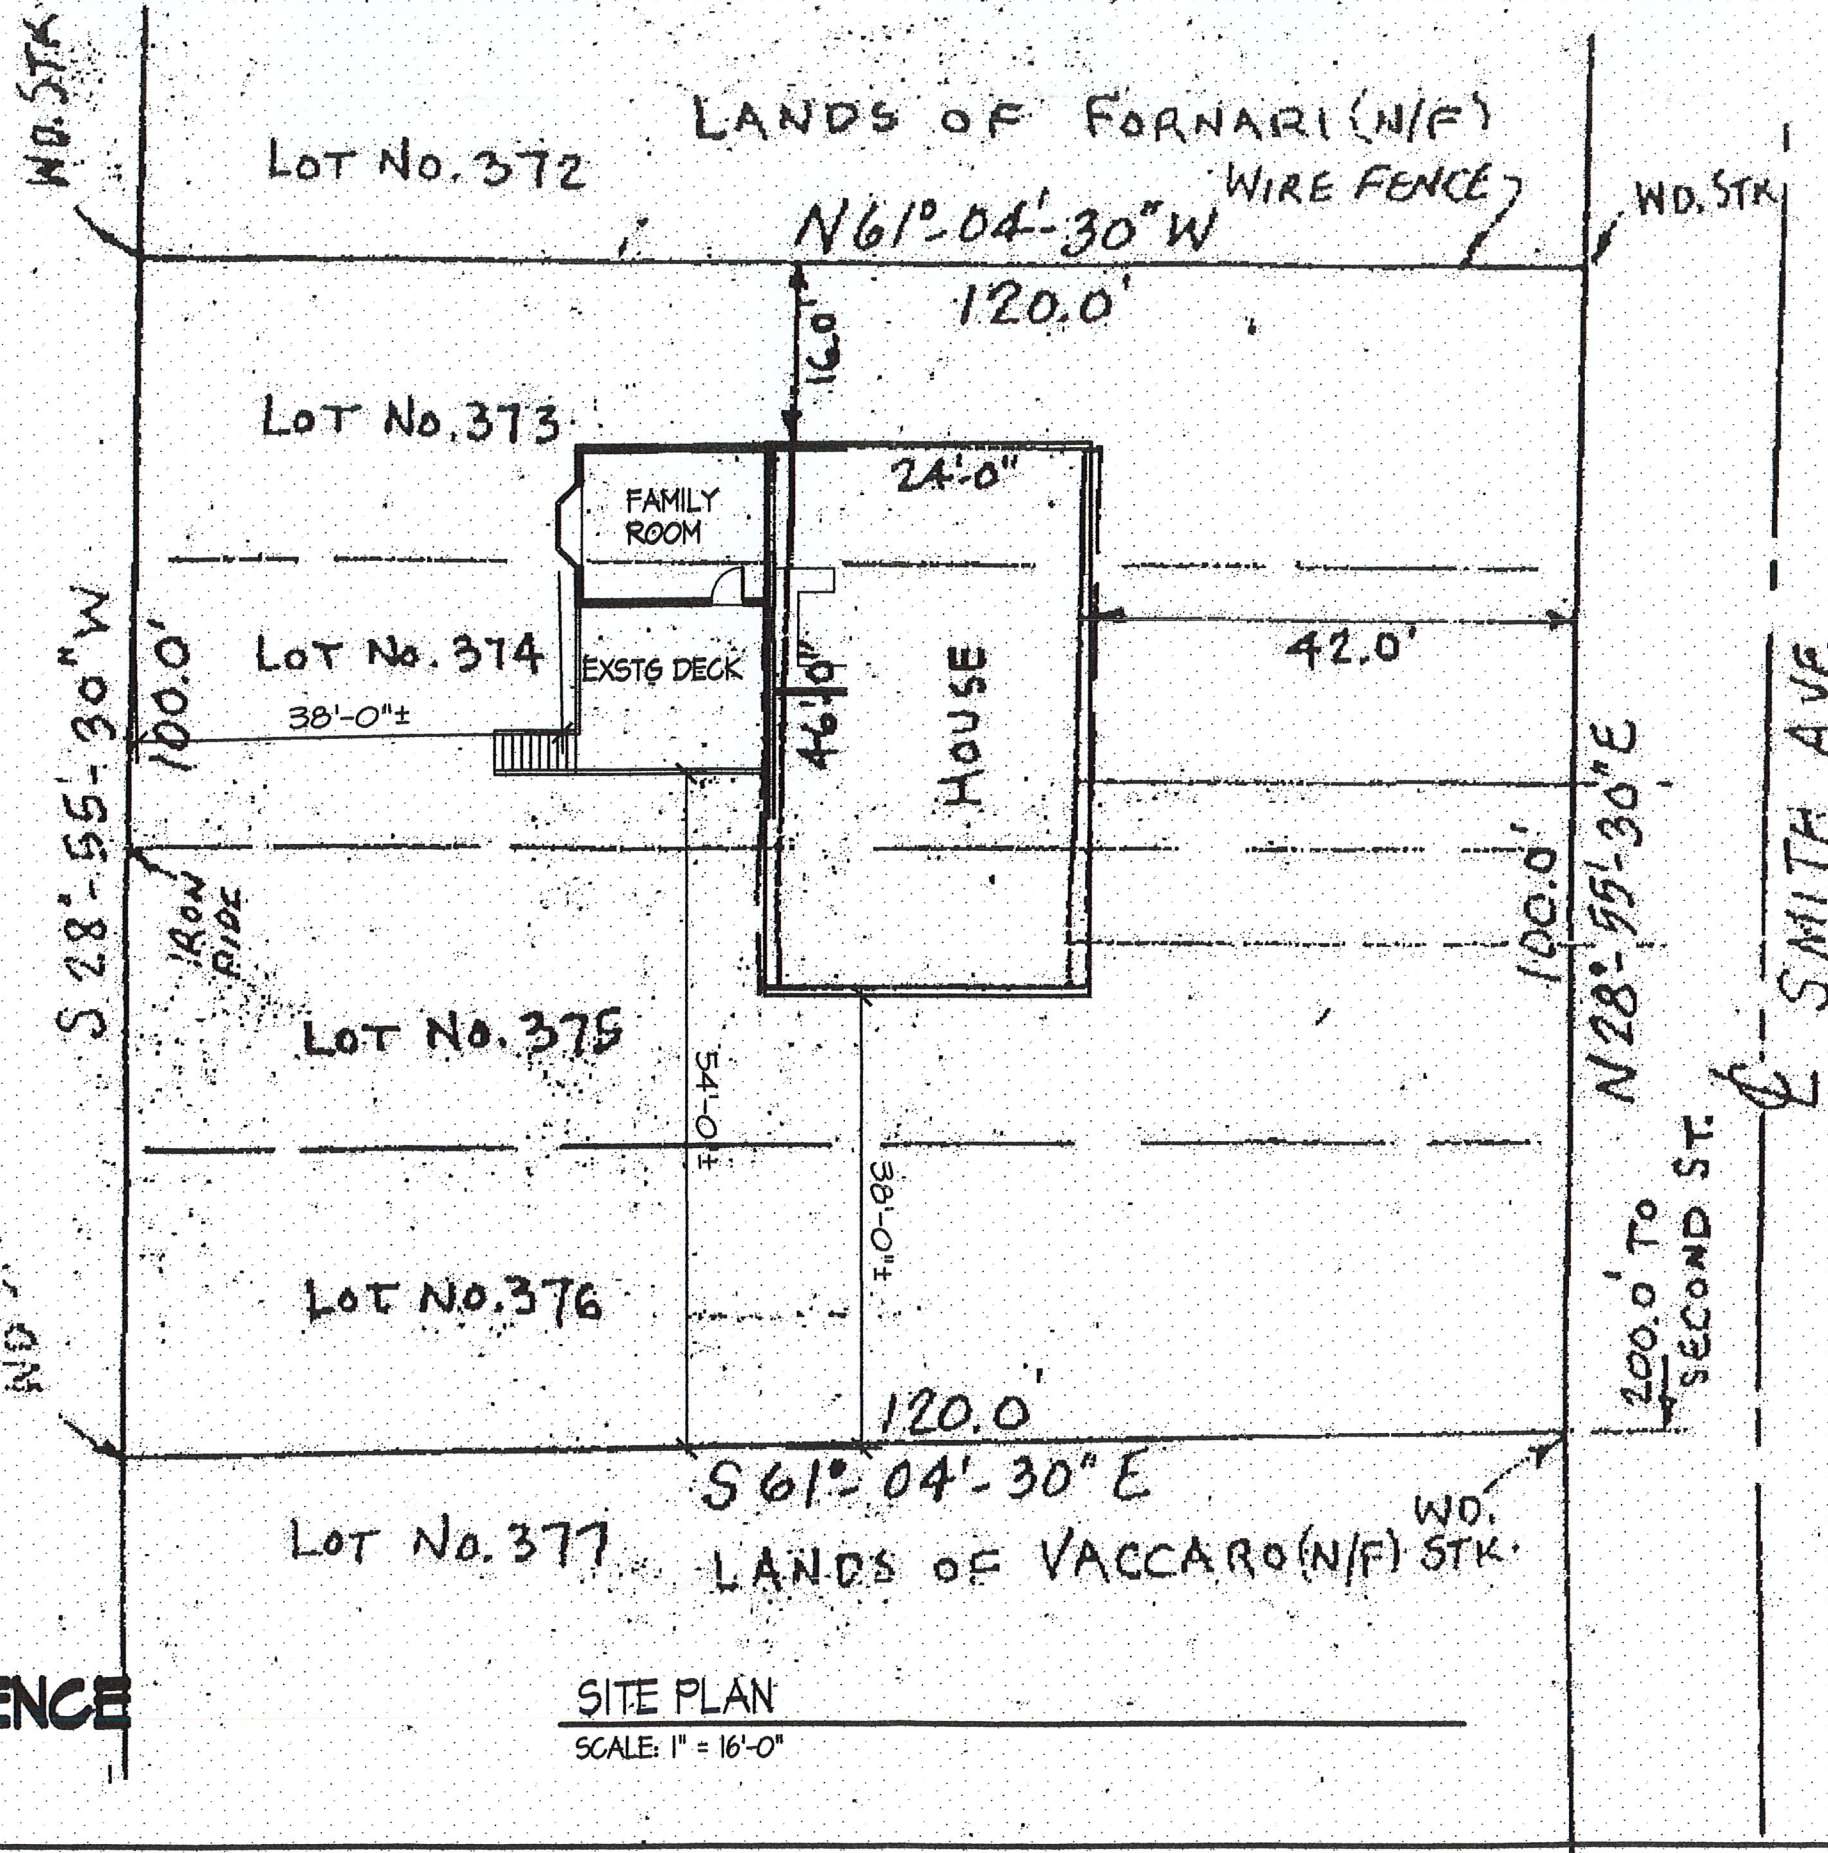 WD. STK
LANDS OF FORNARI (N/F)
LOT NO. 372
WIRE FENCE
WD. STK
N 61°-04'-30" W
120.0'
16.0'
LOT NO. 373
24'-0"
FAMILY
ROOM
42.0'
LOT NO. 374
EXSTG DECK
38'-0"±
46'-0"
HOUSE
S 28°-55'-30" W
100.0'
SMITH AVE
100.0'
N 28°-55'-30" E
IRON
LOT NO. 375
54'-0"±
38'-0"±
℄
200.0' TO
SECOND ST.
LOT NO. 376
120.0'
S 61°-04'-30" E
WD.
STK.
LOT NO. 377
LANDS OF VACCARO (N/F)
ENCE
SITE PLAN
SCALE: 1" = 16'-0"